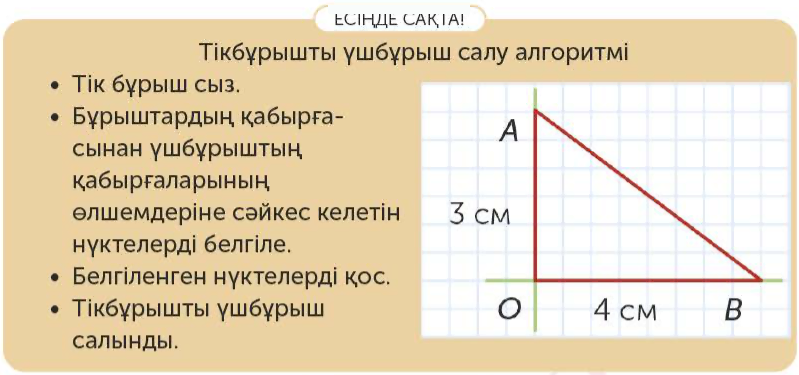 ЕСІҢДЕ САҚТА!
Тікбұрышты үшбұрыш салу алгоритмі
• Тік бұрыш сыз.
• Бұрыштардың қабырға-
сынан үшбұрыштың
қабырғаларының
өлшемдеріне сәйкес келетін
нүктелерді белгіле.
• Белгіленген нүктелерді қос.
• Тікбұрышты үшбұрыш
салынды.
A
3 см
O
4 см
B